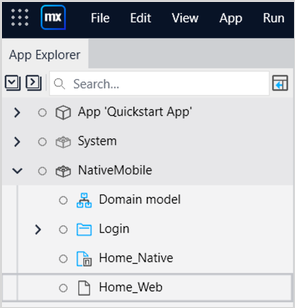 mx File Edit View App Run
App Explorer
Search...
App 'Quickstart App'
System
NativeMobile
Domain model
Login
Home_Native
Home_Web